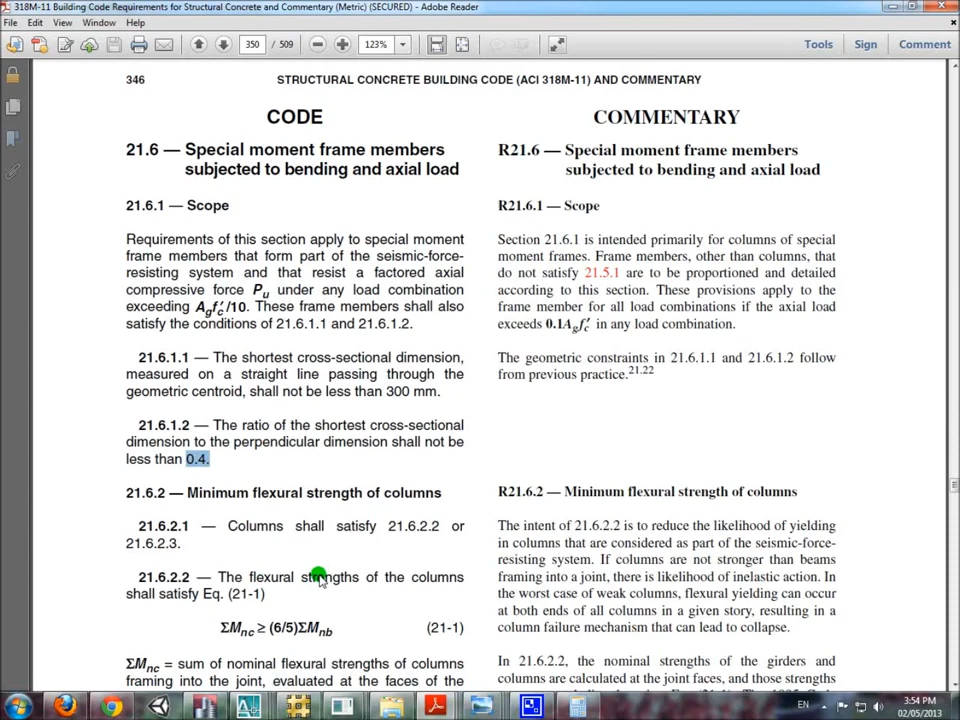 318M-11 Building Code Requirements for Structural Concrete and Commentary (Metric) (SECURED) - Adobe Reader
File Edit View Window Help
350 / 509 123% Tools Sign Comment
346 STRUCTURAL CONCRETE BUILDING CODE (ACI 318M-11) AND COMMENTARY
CODE
21.6 — Special moment frame members
subjected to bending and axial load
21.6.1 — Scope
Requirements of this section apply to special moment
frame members that form part of the seismic-force-
resisting system and that resist a factored axial
compressive force Pu under any load combination
exceeding Agfc′/10. These frame members shall also
satisfy the conditions of 21.6.1.1 and 21.6.1.2.
21.6.1.1 — The shortest cross-sectional dimension,
measured on a straight line passing through the
geometric centroid, shall not be less than 300 mm.
21.6.1.2 — The ratio of the shortest cross-sectional
dimension to the perpendicular dimension shall not be
less than 0.4.
21.6.2 — Minimum flexural strength of columns
21.6.2.1 — Columns shall satisfy 21.6.2.2 or
21.6.2.3.
21.6.2.2 — The flexural strengths of the columns
shall satisfy Eq. (21-1)
ΣMnc ≥ (6/5)ΣMnb (21-1)
ΣMnc = sum of nominal flexural strengths of columns
framing into the joint, evaluated at the faces of the
COMMENTARY
R21.6 — Special moment frame members
subjected to bending and axial load
R21.6.1 — Scope
Section 21.6.1 is intended primarily for columns of special
moment frames. Frame members, other than columns, that
do not satisfy 21.5.1 are to be proportioned and detailed
according to this section. These provisions apply to the
frame member for all load combinations if the axial load
exceeds 0.1Agfc′ in any load combination.
The geometric constraints in 21.6.1.1 and 21.6.1.2 follow
from previous practice.21.22
R21.6.2 — Minimum flexural strength of columns
The intent of 21.6.2.2 is to reduce the likelihood of yielding
in columns that are considered as part of the seismic-force-
resisting system. If columns are not stronger than beams
framing into a joint, there is likelihood of inelastic action. In
the worst case of weak columns, flexural yielding can occur
at both ends of all columns in a given story, resulting in a
column failure mechanism that can lead to collapse.
In 21.6.2.2, the nominal strengths of the girders and
columns are calculated at the joint faces, and those strengths
EN 3:54 PM
02/05/2013